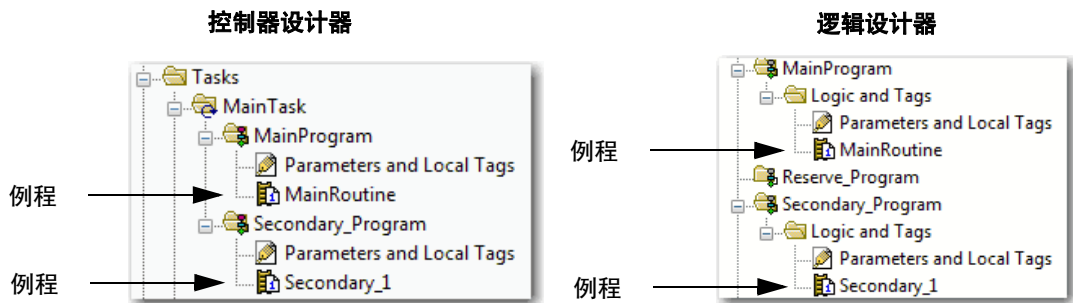 控制器设计器
Tasks
MainTask
MainProgram
Parameters and Local Tags
例程
MainRoutine
Secondary_Program
Parameters and Local Tags
例程
Secondary_1
逻辑设计器
MainProgram
Logic and Tags
Parameters and Local Tags
例程
MainRoutine
Reserve_Program
Secondary_Program
Logic and Tags
Parameters and Local Tags
例程
Secondary_1